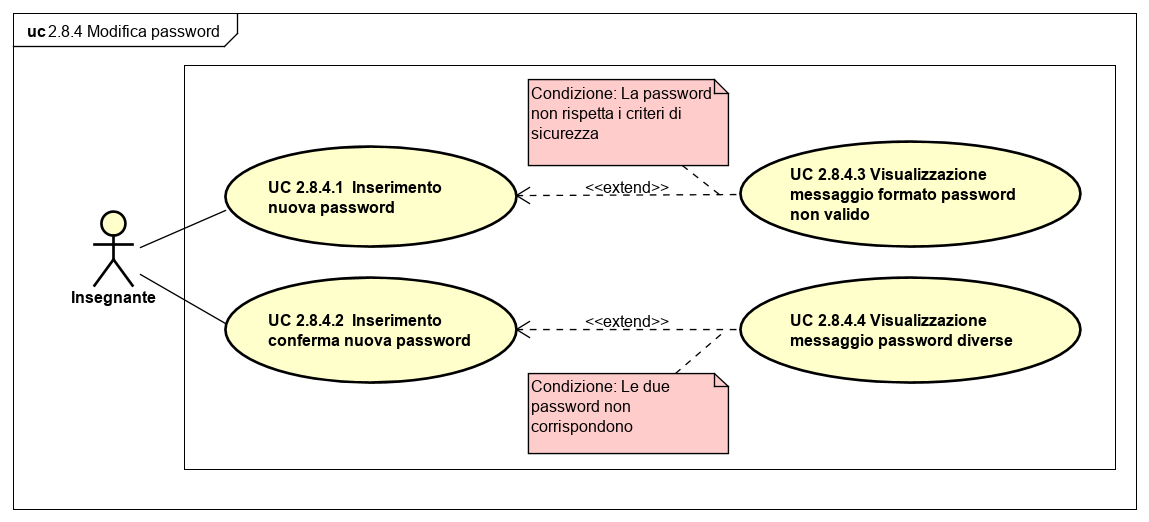 uc 2.8.4 Modifica password
Condizione: La password
non rispetta i criteri di
sicurezza
UC 2.8.4.1 Inserimento
nuova password
<<extend>>
UC 2.8.4.3 Visualizzazione
messaggio formato password
non valido
Insegnante
UC 2.8.4.2 Inserimento
conferma nuova password
<<extend>>
UC 2.8.4.4 Visualizzazione
messaggio password diverse
Condizione: Le due
password non
corrispondono